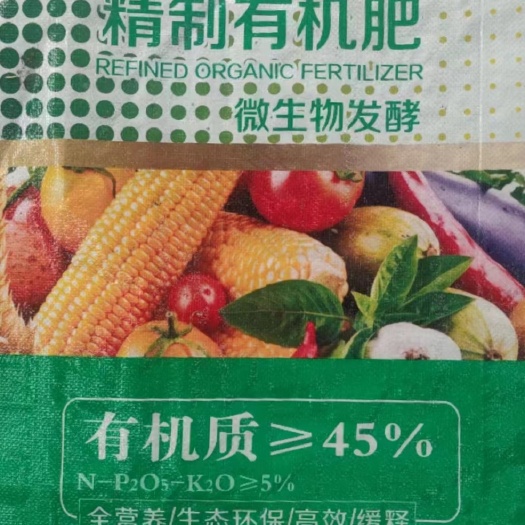 精制有机肥
REFINED ORGANIC FERTILIZER
微生物发酵
有机质≥45%
N-P₂O₅-K₂O≥5%
全营养/生态环保/高效/缓释